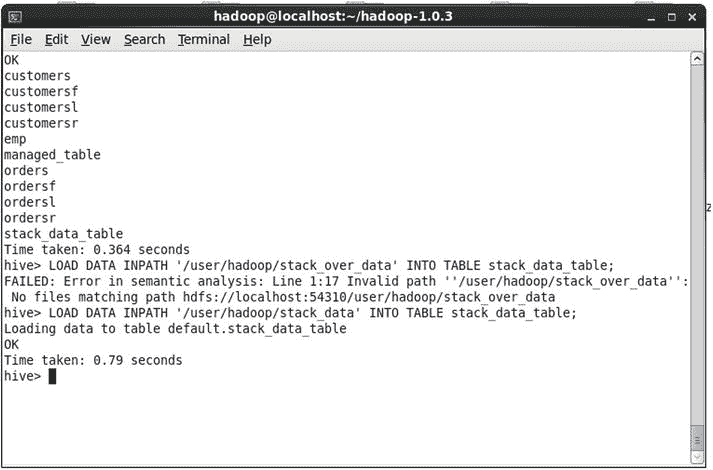 hadoop@localhost:~/hadoop-1.0.3
File Edit View Search Terminal Help
OK
customers
customersf
customersl
customersr
emp
managed_table
orders
ordersf
ordersl
ordersr
stack_data_table
Time taken: 0.364 seconds
hive> LOAD DATA INPATH '/user/hadoop/stack_over_data' INTO TABLE stack_data_table;
FAILED: Error in semantic analysis: Line 1:17 Invalid path ''/user/hadoop/stack_over_data'':
No files matching path hdfs://localhost:54310/user/hadoop/stack_over_data
hive> LOAD DATA INPATH '/user/hadoop/stack_data' INTO TABLE stack_data_table;
Loading data to table default.stack_data_table
OK
Time taken: 0.79 seconds
hive>